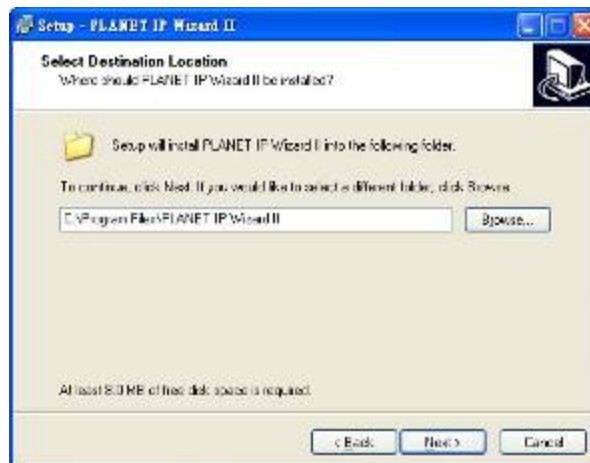 Setup - PLANET IP Wizard II
Select Destination Location
Where should PLANET IP Wizard II be installed?
Setup will install PLANET IP Wizard II into the following folder.
To continue, click Next. If you would like to select a different folder, click Browse.
C:\Program Files\PLANET IP Wizard II
Browse...
At least 8.0 MB of free disk space is required.
< Back
Next >
Cancel